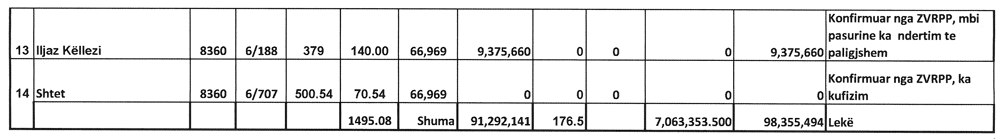 Konfirmuar nga ZVRPP, mbi
pasurine ka ndertim te
13 Iljaz Këllezi 8360 6/188 379 140.00 66,969 9,375,660 0 0 0 9,375,660 paligjshem
Konfirmuar nga ZVRPP, ka
14 Shtet 8360 6/707 500.54 70.54 66,969 0 0 0 0 0 kufizim
1495.08 Shuma 91,292,141 176.5 7,063,353.500 98,355,494 Lekë